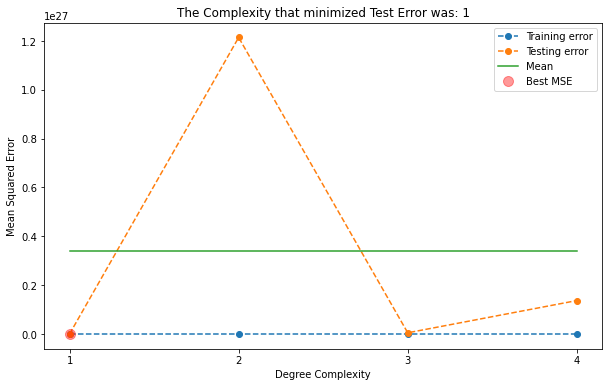 The Complexity that minimized Test Error was: 1
1e27
Training error
Testing error
Mean
Best MSE
1.2
1.0
0.8
0.6
0.4
0.2
0.0
Mean Squared Error
1 2 3 4
Degree Complexity